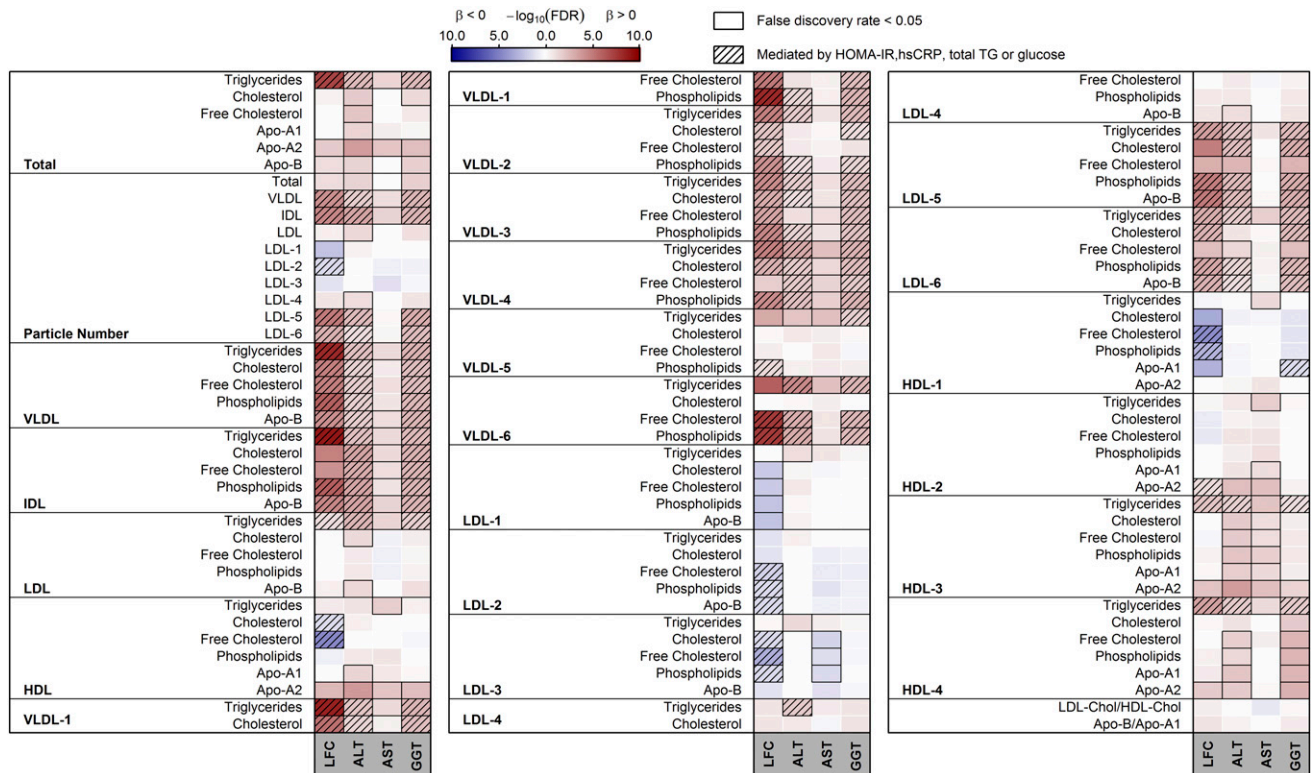 β < 0 −log10(FDR) β > 0
10.0 5.0 0.0 5.0 10.0
False discovery rate < 0.05
Mediated by HOMA-IR,hsCRP, total TG or glucose
Triglycerides
Cholesterol
Free Cholesterol
Apo-A1
Apo-A2
Total Apo-B
Total
VLDL
IDL
LDL
LDL-1
LDL-2
LDL-3
LDL-4
LDL-5
Particle Number LDL-6
Triglycerides
Cholesterol
Free Cholesterol
Phospholipids
VLDL Apo-B
Triglycerides
Cholesterol
Free Cholesterol
Phospholipids
IDL Apo-B
Triglycerides
Cholesterol
Free Cholesterol
Phospholipids
LDL Apo-B
Triglycerides
Cholesterol
Free Cholesterol
Phospholipids
Apo-A1
HDL Apo-A2
Triglycerides
VLDL-1 Cholesterol
LFC ALT AST GGT
Free Cholesterol
VLDL-1 Phospholipids
Triglycerides
Cholesterol
Free Cholesterol
VLDL-2 Phospholipids
Triglycerides
Cholesterol
Free Cholesterol
VLDL-3 Phospholipids
Triglycerides
Cholesterol
Free Cholesterol
VLDL-4 Phospholipids
Triglycerides
Cholesterol
Free Cholesterol
VLDL-5 Phospholipids
Triglycerides
Cholesterol
Free Cholesterol
VLDL-6 Phospholipids
Triglycerides
Cholesterol
Free Cholesterol
Phospholipids
LDL-1 Apo-B
Triglycerides
Cholesterol
Free Cholesterol
Phospholipids
LDL-2 Apo-B
Triglycerides
Cholesterol
Free Cholesterol
Phospholipids
LDL-3 Apo-B
Triglycerides
LDL-4 Cholesterol
LFC ALT AST GGT
Free Cholesterol
Phospholipids
LDL-4 Apo-B
Triglycerides
Cholesterol
Free Cholesterol
Phospholipids
LDL-5 Apo-B
Triglycerides
Cholesterol
Free Cholesterol
Phospholipids
LDL-6 Apo-B
Triglycerides
Cholesterol
Free Cholesterol
Phospholipids
Apo-A1
HDL-1 Apo-A2
Triglycerides
Cholesterol
Free Cholesterol
Phospholipids
Apo-A1
HDL-2 Apo-A2
Triglycerides
Cholesterol
Free Cholesterol
Phospholipids
Apo-A1
HDL-3 Apo-A2
Triglycerides
Cholesterol
Free Cholesterol
Phospholipids
Apo-A1
HDL-4 Apo-A2
LDL-Chol/HDL-Chol
Apo-B/Apo-A1
LFC ALT AST GGT